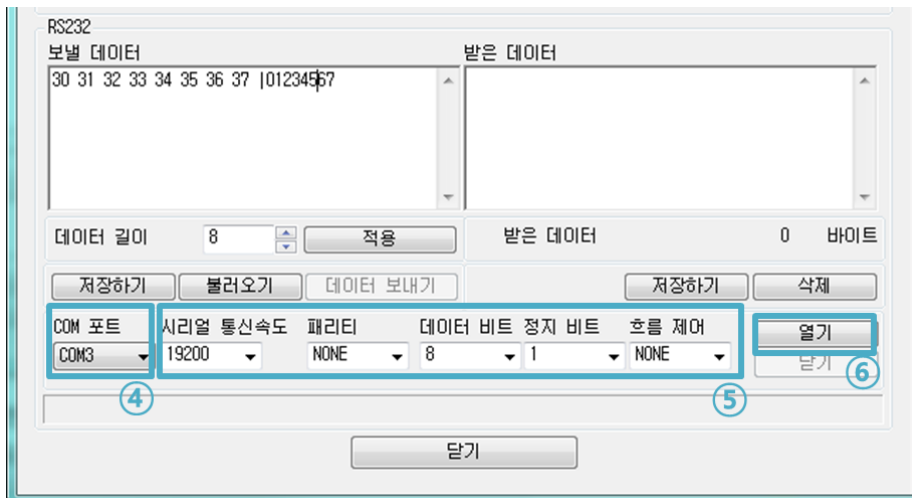 RS232
보낼 데이터 받은 데이터
30 31 32 33 34 35 36 37 |01234567
데이터 길이 8 적용 받은 데이터 0 바이트
저장하기 불러오기 데이터 보내기 저장하기 삭제
COM 포트 시리얼 통신속도 패리티 데이터 비트 정지 비트 흐름 제어 열기
COM3 19200 NONE 8 1 NONE 닫기
④ ⑤ ⑥
닫기